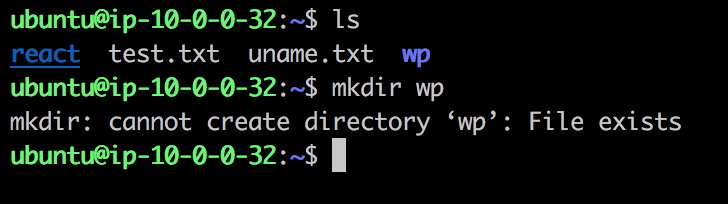 ubuntu@ip-10-0-0-32:~$ ls
react  test.txt  uname.txt  wp
ubuntu@ip-10-0-0-32:~$ mkdir wp
mkdir: cannot create directory ‘wp’: File exists
ubuntu@ip-10-0-0-32:~$